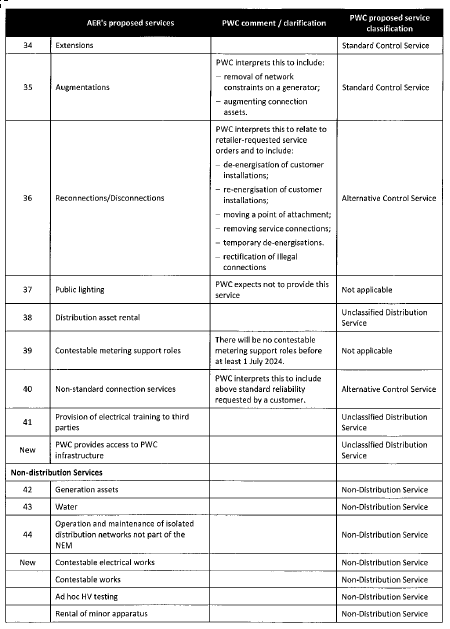 AER's proposed services PWC comment / clarification PWC proposed service classification
34 Extensions Standard Control Service
35 Augmentations PWC interprets this to include: Standard Control Service
– removal of network constraints on a generator;
– augmenting connection assets.
36 Reconnections/Disconnections PWC interprets this to relate to retailer-requested service orders and to include: Alternative Control Service
– de-energisation of customer installations;
– re-energisation of customer installations;
– moving a point of attachment;
– removing service connections;
– temporary de-energisations.
– rectification of illegal connections
37 Public lighting PWC expects not to provide this service Not applicable
38 Distribution asset rental Unclassified Distribution Service
39 Contestable metering support roles There will be no contestable metering support roles before at least 1 July 2024. Not applicable
40 Non-standard connection services PWC interprets this to include above standard reliability requested by a customer. Alternative Control Service
41 Provision of electrical training to third parties Unclassified Distribution Service
New PWC provides access to PWC infrastructure Unclassified Distribution Service
Non-distribution Services
42 Generation assets Non-Distribution Service
43 Water Non-Distribution Service
44 Operation and maintenance of isolated distribution networks not part of the NEM Non-Distribution Service
New Contestable electrical works Non-Distribution Service
Contestable works Non-Distribution Service
Ad hoc HV testing Non-Distribution Service
Rental of minor apparatus Non-Distribution Service